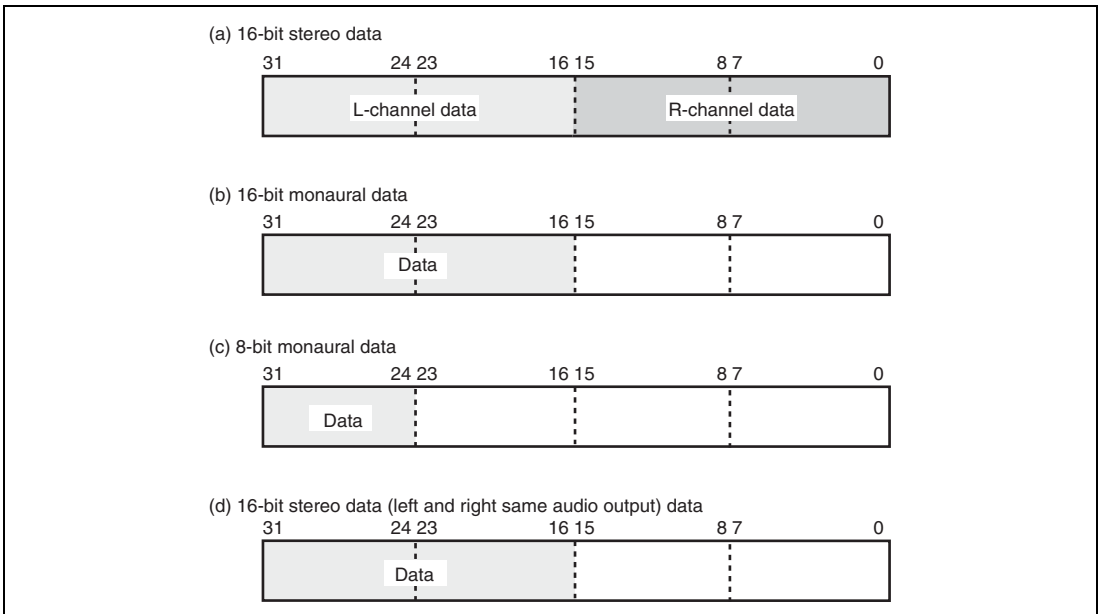 (a) 16-bit stereo data
31 24 23 16 15 8 7 0
L-channel data R-channel data
(b) 16-bit monaural data
31 24 23 16 15 8 7 0
Data
(c) 8-bit monaural data
31 24 23 16 15 8 7 0
Data
(d) 16-bit stereo data (left and right same audio output) data
31 24 23 16 15 8 7 0
Data